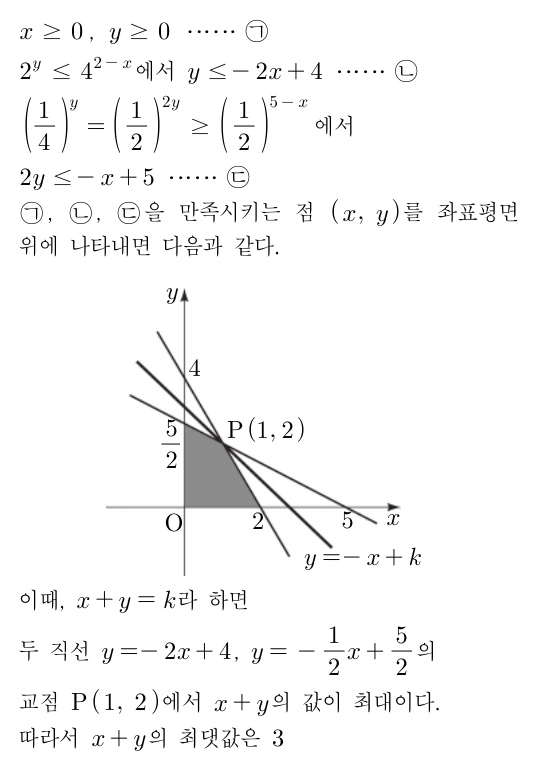 x ≥ 0, y ≥ 0 ⋯⋯ ㉠
2^y ≤ 4^{2-x}에서 y ≤ -2x+4 ⋯⋯ ㉡
(1/4)^y = (1/2)^{2y} ≥ (1/2)^{5-x} 에서
2y ≤ -x+5 ⋯⋯ ㉢
㉠, ㉡, ㉢을 만족시키는 점 (x, y)를 좌표평면
위에 나타내면 다음과 같다.
y
4
5/2
P(1, 2)
O
2
5
x
y=-x+k
이때, x+y=k라 하면
두 직선 y=-2x+4, y=-1/2x+5/2의
교점 P(1, 2)에서 x+y의 값이 최대이다.
따라서 x+y의 최댓값은 3